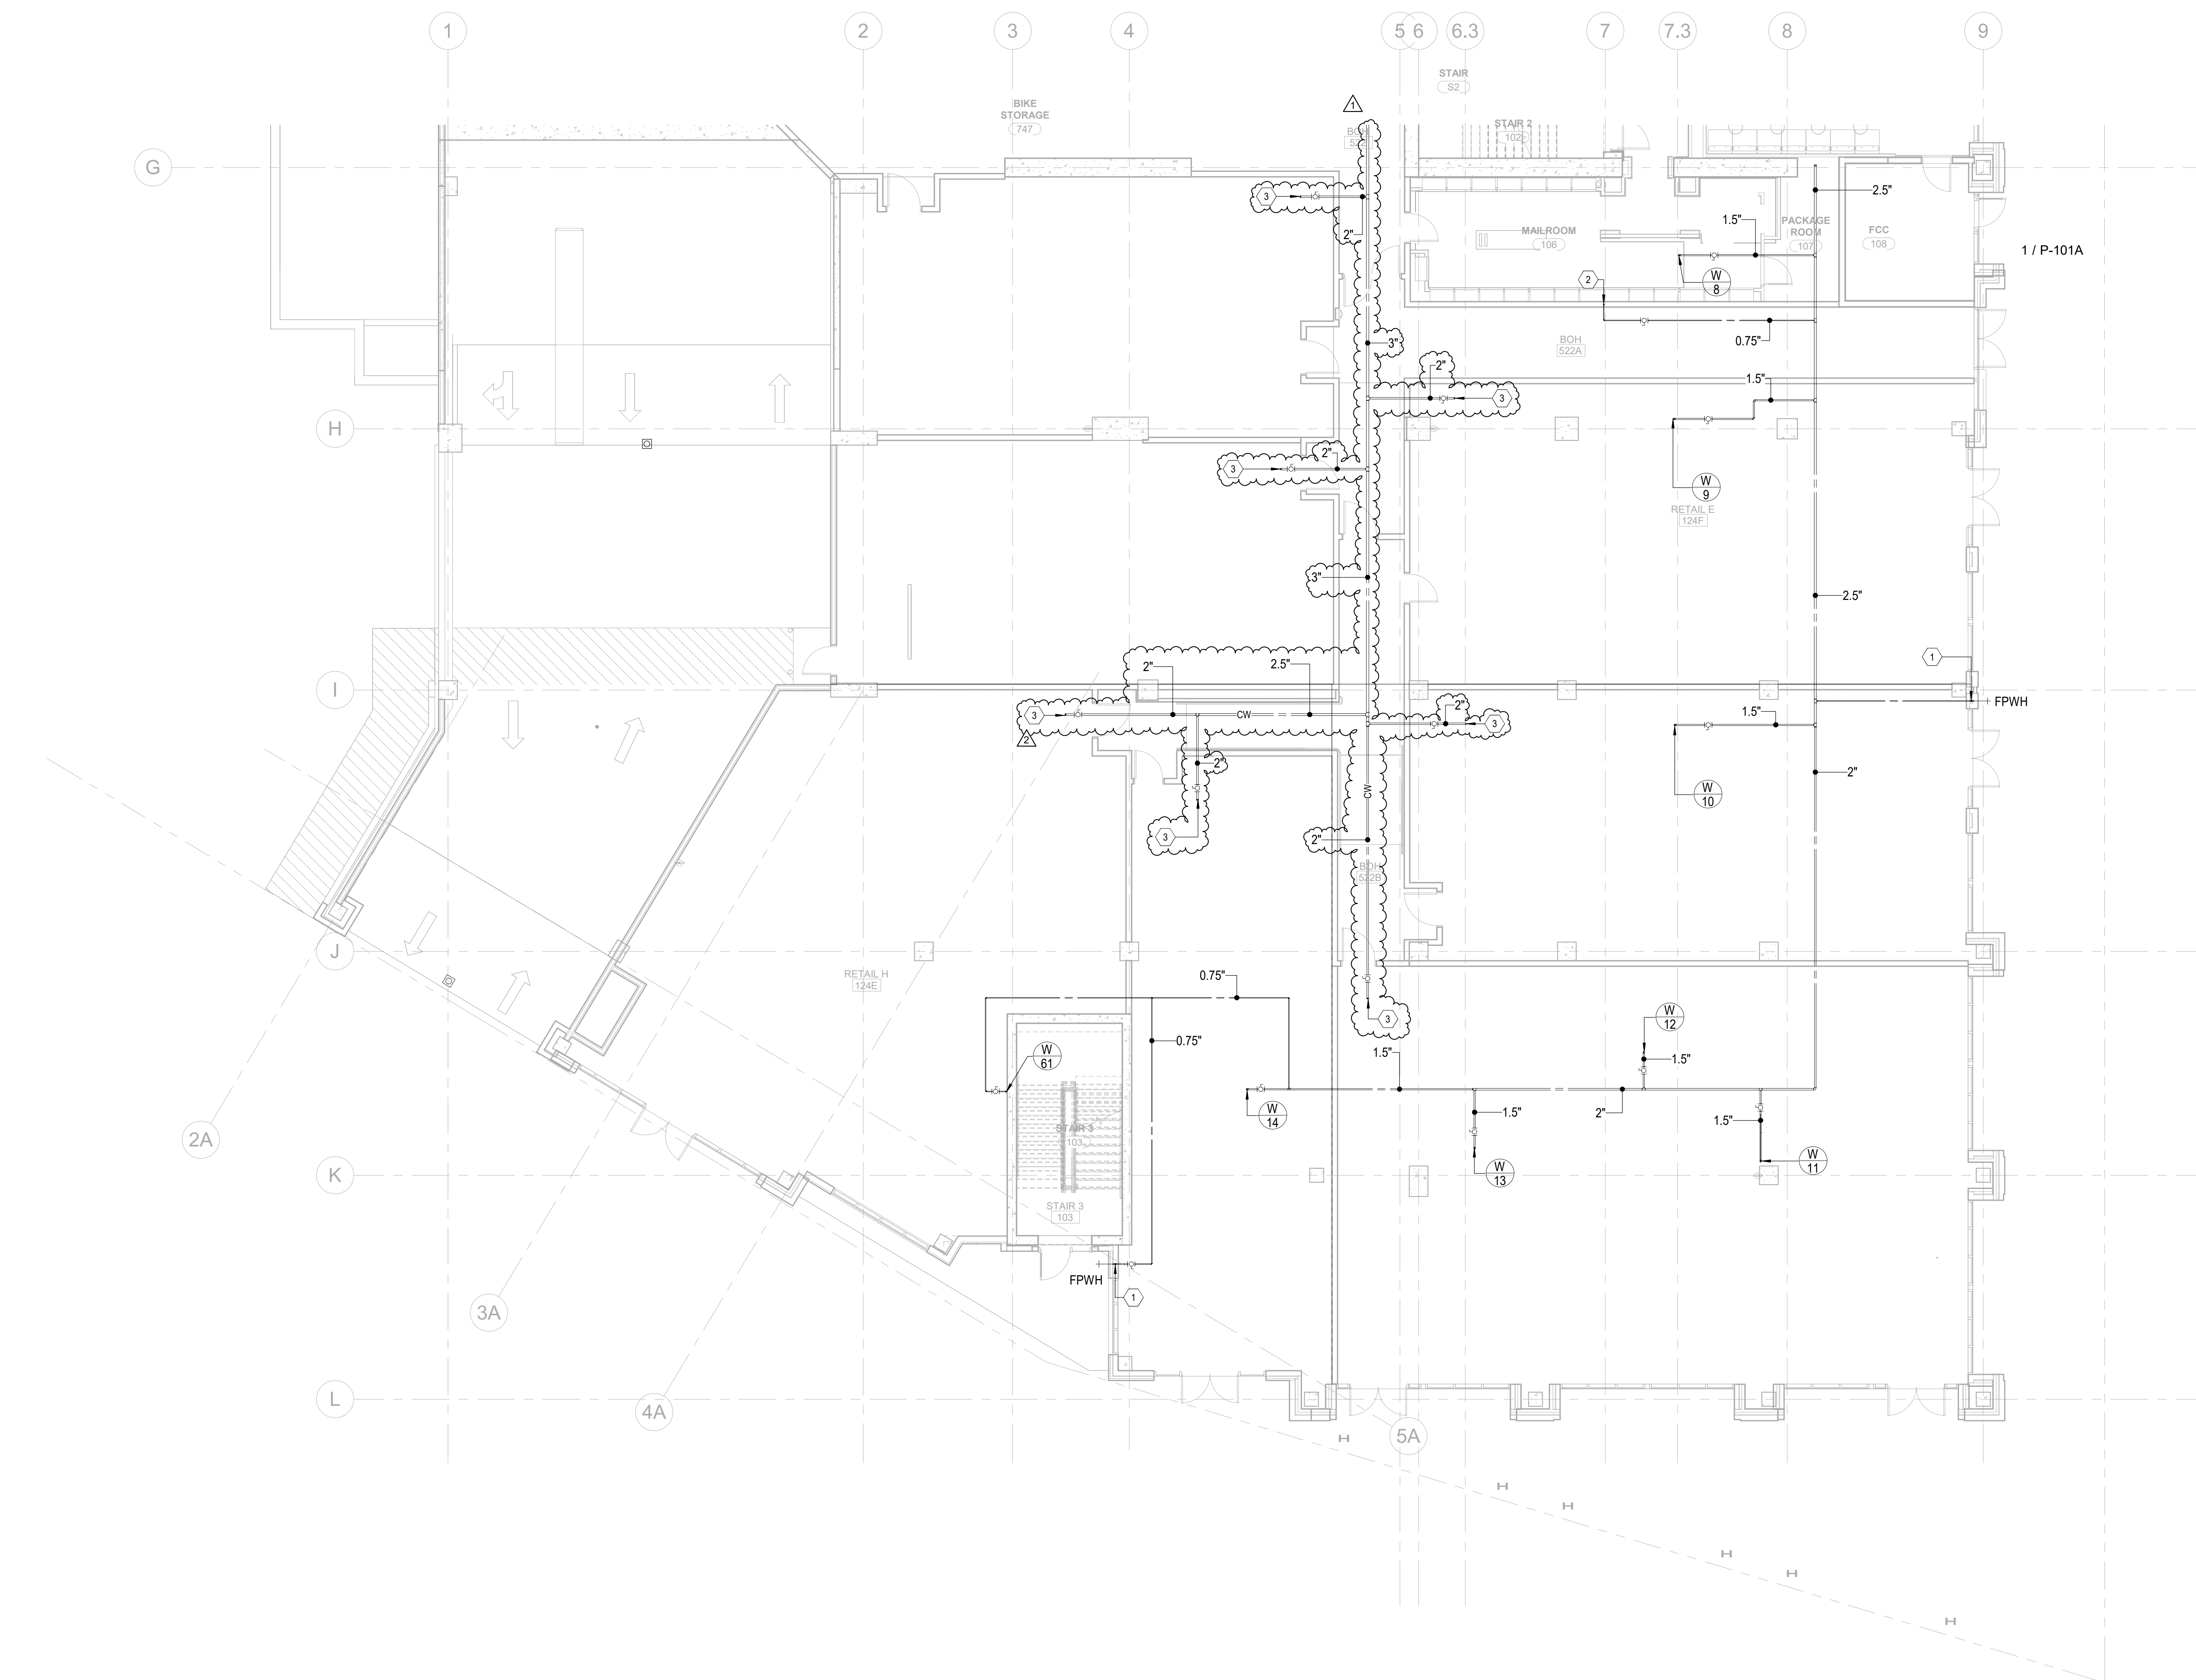 1
2
3
4
5
6
6.3
7
7.3
8
9
STAIR
S2
BIKE
STORAGE
747
1
STAIR 2
102
BOH
522
G
3
2"
2.5"
1.5"
MAILROOM
106
PACKAGE
ROOM
107
FCC
108
1 / P-101A
W
8
2
0.75"
BOH
522A
3"
2"
3
1.5"
H
2"
3
W
9
RETAIL E
124F
3"
2.5"
1
I
2"
2.5"
FPWH
3
CW
2"
3
1.5"
2
2"
2"
CW
W
10
3
2"
BOH
522B
J
RETAIL H
124E
0.75"
3
W
12
0.75"
W
61
1.5"
1.5"
W
14
1.5"
2"
1.5"
STAIR 3
103
2A
W
13
W
11
K
STAIR 3
103
FPWH
1
3A
L
4A
5A